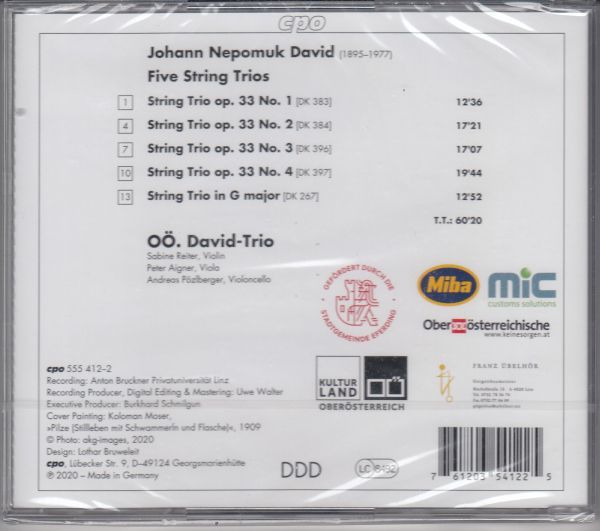 cpo
Johann Nepomuk David (1895–1977)
Five String Trios
1 String Trio op. 33 No. 1 [DK 383] 12'36
4 String Trio op. 33 No. 2 [DK 384] 17'21
7 String Trio op. 33 No. 3 [DK 396] 17'07
10 String Trio op. 33 No. 4 [DK 397] 19'44
13 String Trio in G major [DK 267] 12'52
T.T.: 60'20
OÖ. David-Trio
Sabine Reiter, Violin
Peter Aigner, Viola
Andreas Pözlberger, Violoncello
GEFÖRDERT DURCH DIE
STADTGEMEINDE EFERDING
Miba
mic
customs solutions
Oberösterreichische
www.keinesorgen.at
cpo 555 412–2
Recording: Anton Bruckner Privatuniversität Linz
Recording Producer, Digital Editing & Mastering: Uwe Walter
Executive Producer: Burkhard Schmilgun
Cover Painting: Koloman Moser,
»Pilze (Stillleben mit Schwammerln und Flasche)«, 1909
© Photo: akg-images, 2020
Design: Lothar Bruweleit
cpo, Lübecker Str. 9, D–49124 Georgsmarienhütte
℗ 2020 – Made in Germany
KULTUR
LAND
OÖ
OBERÖSTERREICH
FRANZ ÜBELHÖR
Geigenbaumeister
DDD
LC 8492
7 61203 54122 5